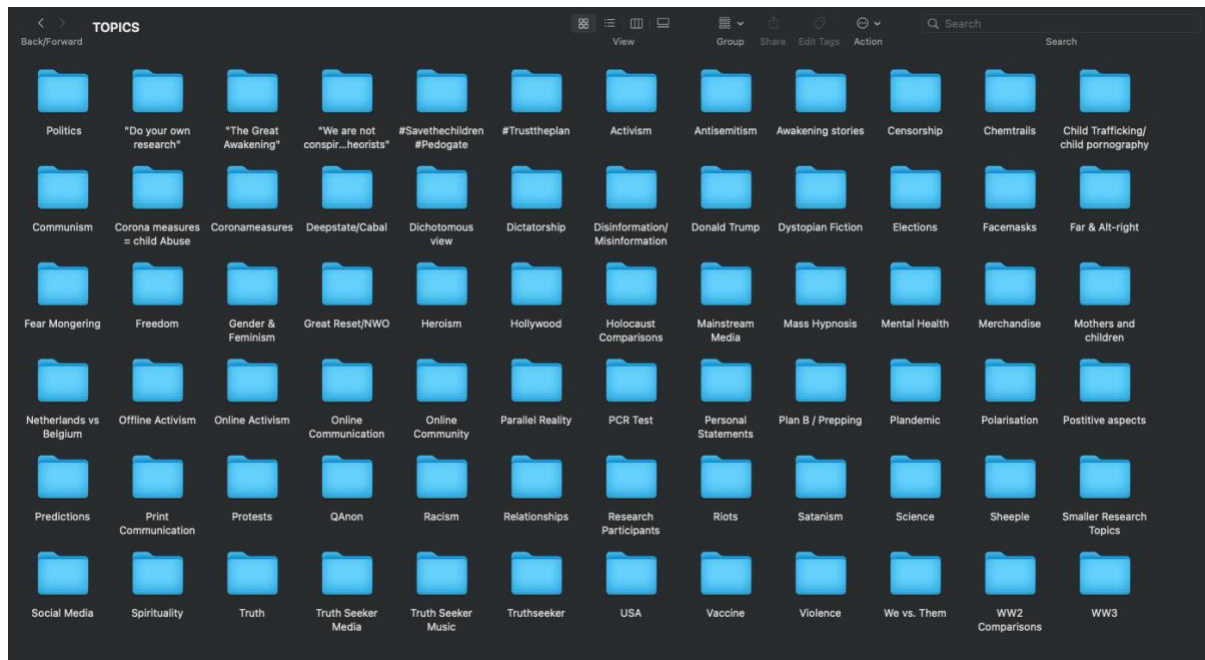 TOPICS
Back/Forward
View
Group
Share
Edit Tags
Action
Search
Search
Politics
"Do your own
research"
"The Great
Awakening"
"We are not
conspir...heorists"
#Savethechildren
#Pedogate
#Trusttheplan
Activism
Antisemitism
Awakening stories
Censorship
Chemtrails
Child Trafficking/
child pornography
Communism
Corona measures
= child Abuse
Coronameasures
Deepstate/Cabal
Dichotomous
view
Dictatorship
Disinformation/
Misinformation
Donald Trump
Dystopian Fiction
Elections
Facemasks
Far & Alt-right
Fear Mongering
Freedom
Gender &
Feminism
Great Reset/NWO
Heroism
Hollywood
Holocaust
Comparisons
Mainstream
Media
Mass Hypnosis
Mental Health
Merchandise
Mothers and
children
Netherlands vs
Belgium
Offline Activism
Online Activism
Online
Communication
Online
Community
Parallel Reality
PCR Test
Personal
Statements
Plan B / Prepping
Plandemic
Polarisation
Postitive aspects
Predictions
Print
Communication
Protests
QAnon
Racism
Relationships
Research
Participants
Riots
Satanism
Science
Sheeple
Smaller Research
Topics
Social Media
Spirituality
Truth
Truth Seeker
Media
Truth Seeker
Music
Truthseeker
USA
Vaccine
Violence
We vs. Them
WW2
Comparisons
WW3